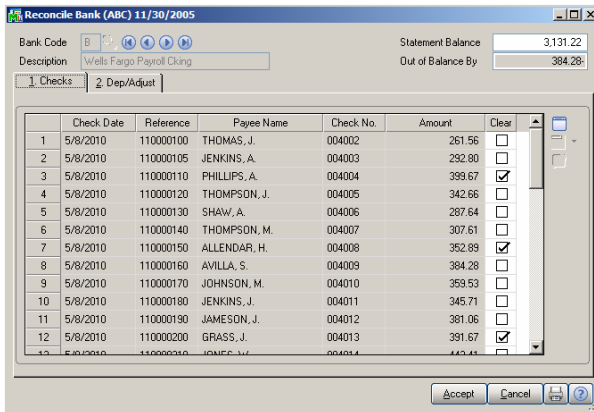 Reconcile Bank (ABC) 11/30/2005
Bank Code B Statement Balance 3,131.22
Description Wells Fargo Payroll Cking Out of Balance By 384.28-
1. Checks 2. Dep/Adjust
Check Date Reference Payee Name Check No. Amount Clear
1 5/8/2010 110000100 THOMAS, J. 004002 261.56
2 5/8/2010 110000105 JENKINS, A. 004003 292.80
3 5/8/2010 110000110 PHILLIPS, A. 004004 399.67
4 5/8/2010 110000120 THOMPSON, J. 004005 342.66
5 5/8/2010 110000130 SHAW, A. 004006 287.64
6 5/8/2010 110000140 THOMPSON, M. 004007 307.61
7 5/8/2010 110000150 ALLENDAR, H. 004008 352.89
8 5/8/2010 110000160 AVILLA, S. 004009 384.28
9 5/8/2010 110000170 JOHNSON, M. 004010 359.53
10 5/8/2010 110000180 JENKINS, J. 004011 345.71
11 5/8/2010 110000190 JAMESON, J. 004012 381.06
12 5/8/2010 110000200 GRASS, J. 004013 391.67
Accept Cancel